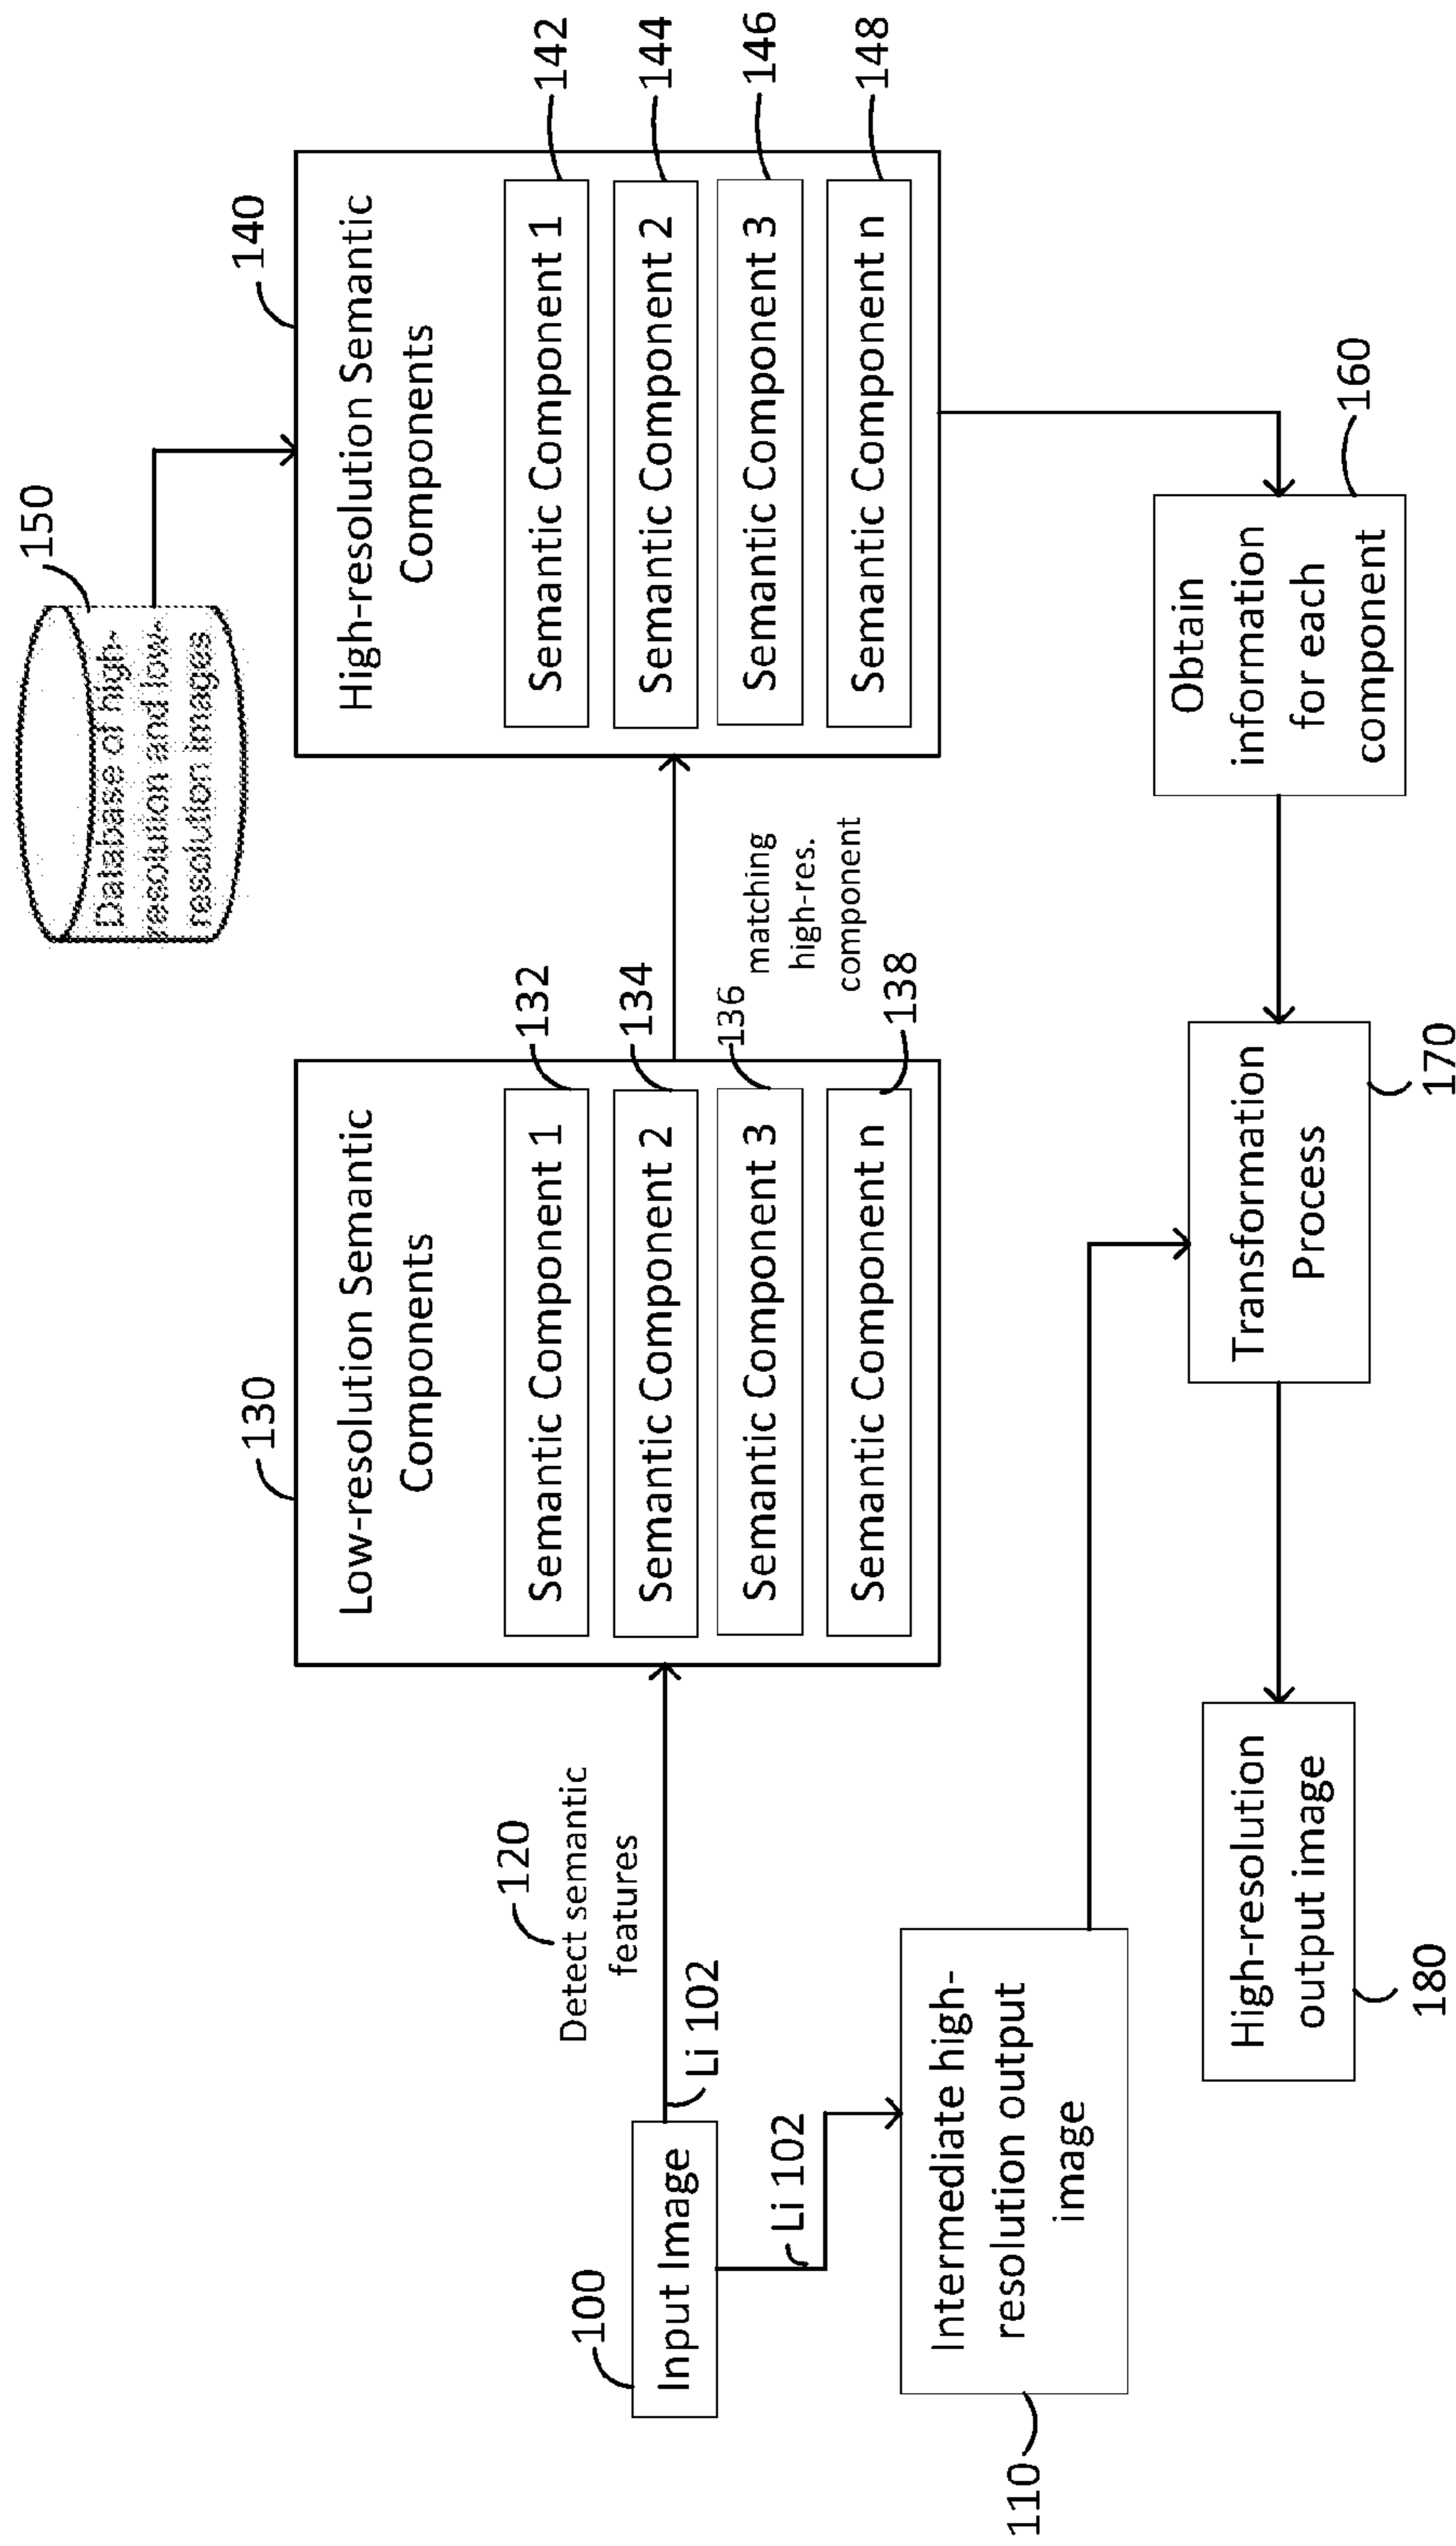 150
Database of high-
resolution and low-
resolution images
130
Low-resolution Semantic
Components
Semantic Component 1
132
Semantic Component 2
134
Semantic Component 3
136
Semantic Component n
138
matching
high-res.
component
140
High-resolution Semantic
Components
Semantic Component 1
142
Semantic Component 2
144
Semantic Component 3
146
Semantic Component n
148
120
Detect semantic
features
100
Input Image
Li 102
Li 102
110
Intermediate high-
resolution output
image
180
High-resolution
output image
Transformation
Process
170
Obtain
information
for each
component
160